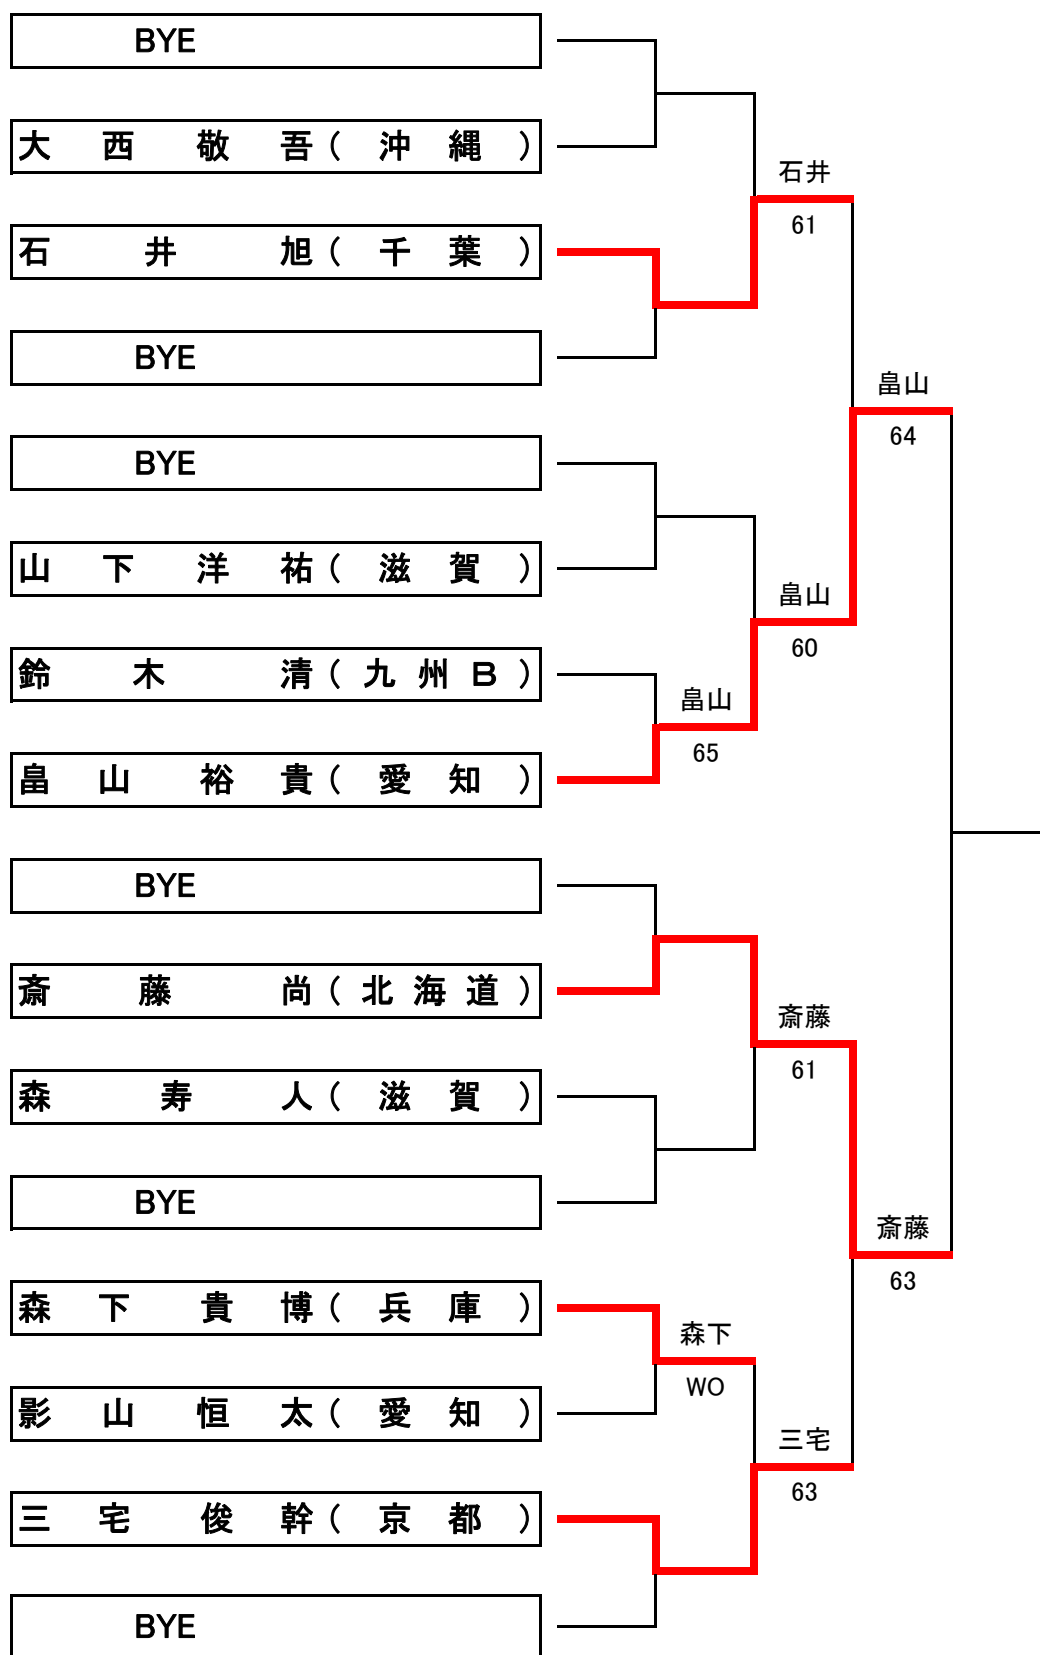 BYE
大西敬吾(沖縄)
石井
61
石井旭(千葉)
BYE
畠山
64
BYE
山下洋祐(滋賀)
畠山
60
鈴木清(九州B)
畠山
65
畠山裕貴(愛知)
BYE
斎藤尚(北海道)
斎藤
61
森寿人(滋賀)
BYE
斎藤
63
森下貴博(兵庫)
森下
WO
影山恒太(愛知)
三宅
63
三宅俊幹(京都)
BYE